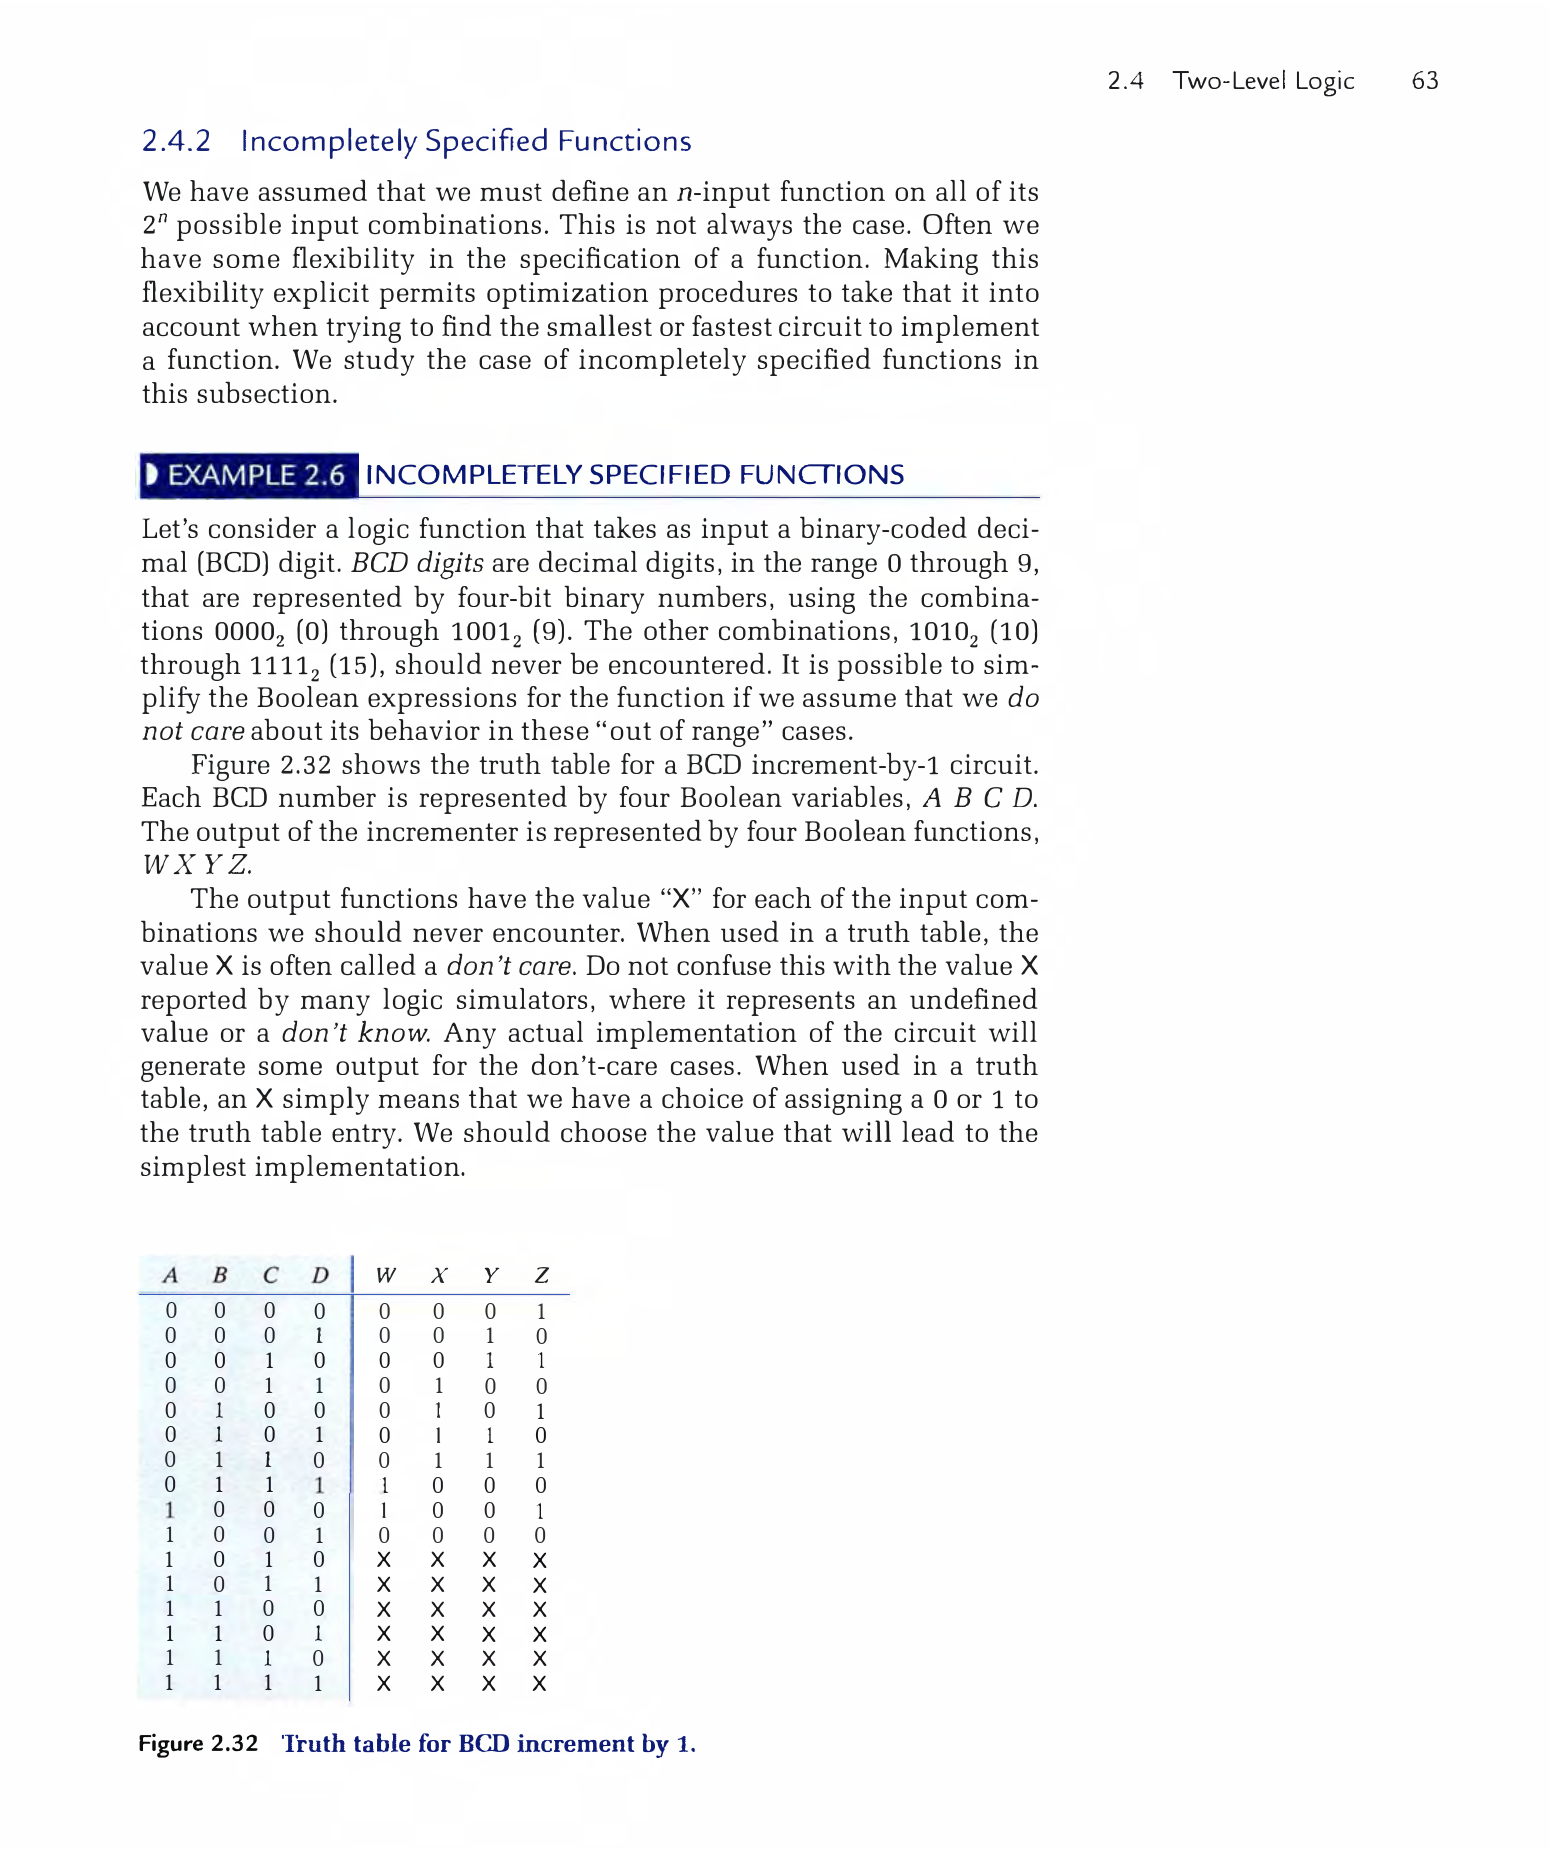 2.4 Two-Level Logic 63
2.4.2 Incompletely Specified Functions
We have assumed that we must define an n-input function on all of its
2ⁿ possible input combinations. This is not always the case. Often we
have some flexibility in the specification of a function. Making this
flexibility explicit permits optimization procedures to take that it into
account when trying to find the smallest or fastest circuit to implement
a function. We study the case of incompletely specified functions in
this subsection.
EXAMPLE 2.6 INCOMPLETELY SPECIFIED FUNCTIONS
Let's consider a logic function that takes as input a binary-coded deci-
mal (BCD) digit. BCD digits are decimal digits, in the range 0 through 9,
that are represented by four-bit binary numbers, using the combina-
tions 0000₂ (0) through 1001₂ (9). The other combinations, 1010₂ (10)
through 1111₂ (15), should never be encountered. It is possible to sim-
plify the Boolean expressions for the function if we assume that we do
not care about its behavior in these "out of range" cases.
Figure 2.32 shows the truth table for a BCD increment-by-1 circuit.
Each BCD number is represented by four Boolean variables, A B C D.
The output of the incrementer is represented by four Boolean functions,
W X Y Z.
The output functions have the value "X" for each of the input com-
binations we should never encounter. When used in a truth table, the
value X is often called a don't care. Do not confuse this with the value X
reported by many logic simulators, where it represents an undefined
value or a don't know. Any actual implementation of the circuit will
generate some output for the don't-care cases. When used in a truth
table, an X simply means that we have a choice of assigning a 0 or 1 to
the truth table entry. We should choose the value that will lead to the
simplest implementation.
A B C D W X Y Z
0 0 0 0 0 0 0 1
0 0 0 1 0 0 1 0
0 0 1 0 0 0 1 1
0 0 1 1 0 1 0 0
0 1 0 0 0 1 0 1
0 1 0 1 0 1 1 0
0 1 1 0 0 1 1 1
0 1 1 1 1 0 0 0
1 0 0 0 1 0 0 1
1 0 0 1 0 0 0 0
1 0 1 0 X X X X
1 0 1 1 X X X X
1 1 0 0 X X X X
1 1 0 1 X X X X
1 1 1 0 X X X X
1 1 1 1 X X X X
Figure 2.32 Truth table for BCD increment by 1.